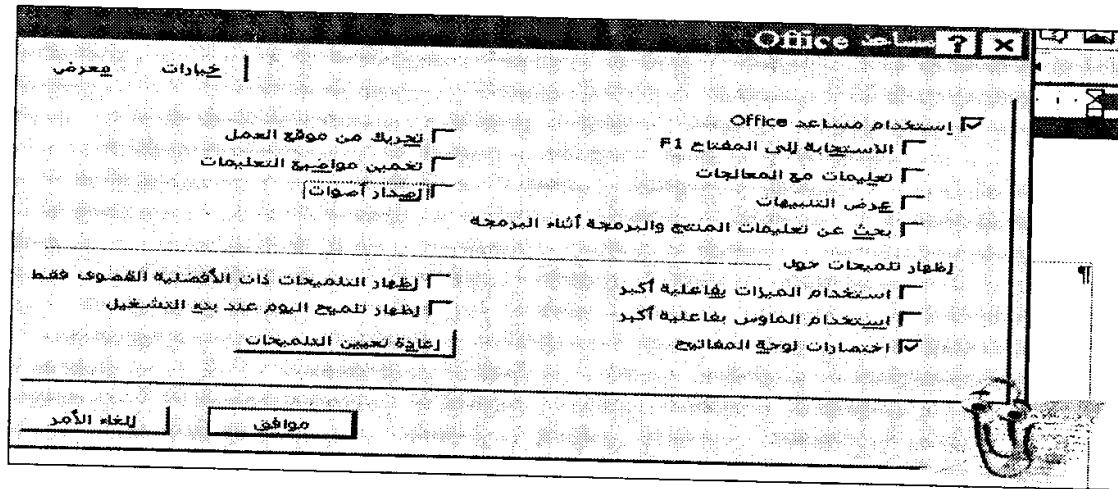 مساعد Office
معرض خيارات
إستخدام مساعد Office
الاستجابة إلى المفتاح F1
تعليمات مع المعالجات
عرض التنبيهات
بحث عن تعليمات المنتج والبرمجة أثناء البرمجة
تحريك من موقع العمل
تخمين مواضيع التعليمات
إصدار أصوات
إظهار تلميحات حول
استخدام الميزات بفاعلية أكبر
إستخدام الماوس بفاعلية أكبر
اختصارات لوحة المفاتيح
إظهار التلميحات ذات الأفضلية القصوى فقط
إظهار تلميح اليوم عند بدء التشغيل
إعادة تعيين التلميحات
موافق
إلغاء الأمر